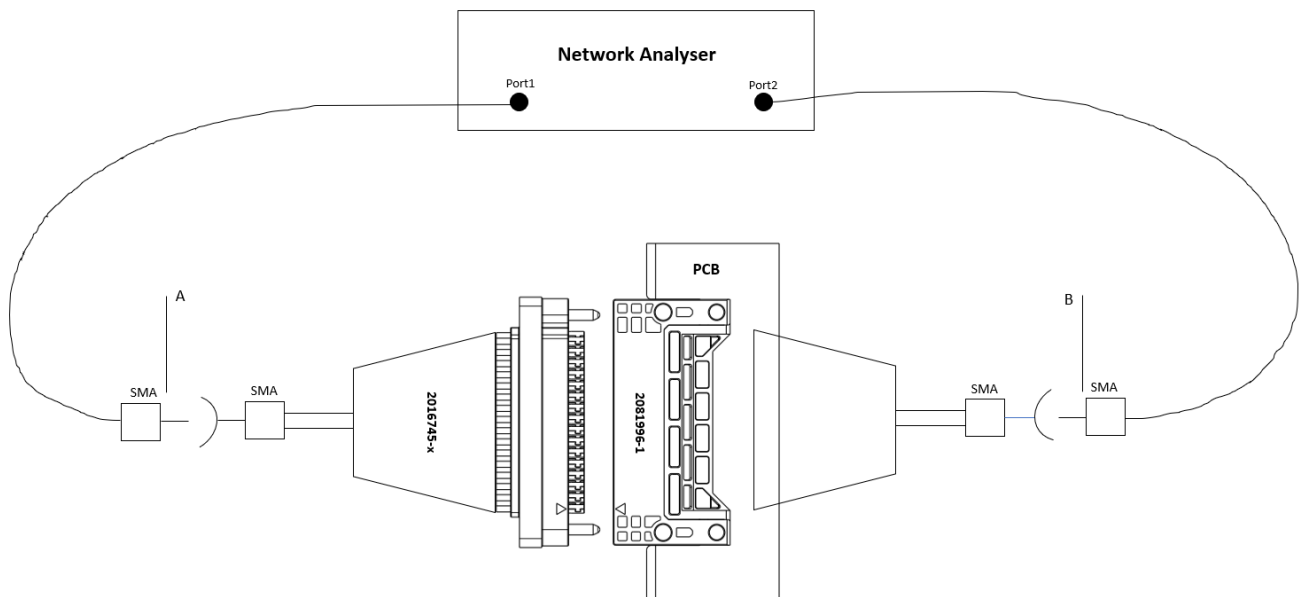 Network Analyser
Port1
Port2
A
B
PCB
SMA
SMA
SMA
SMA
2016745-x
2081996-1